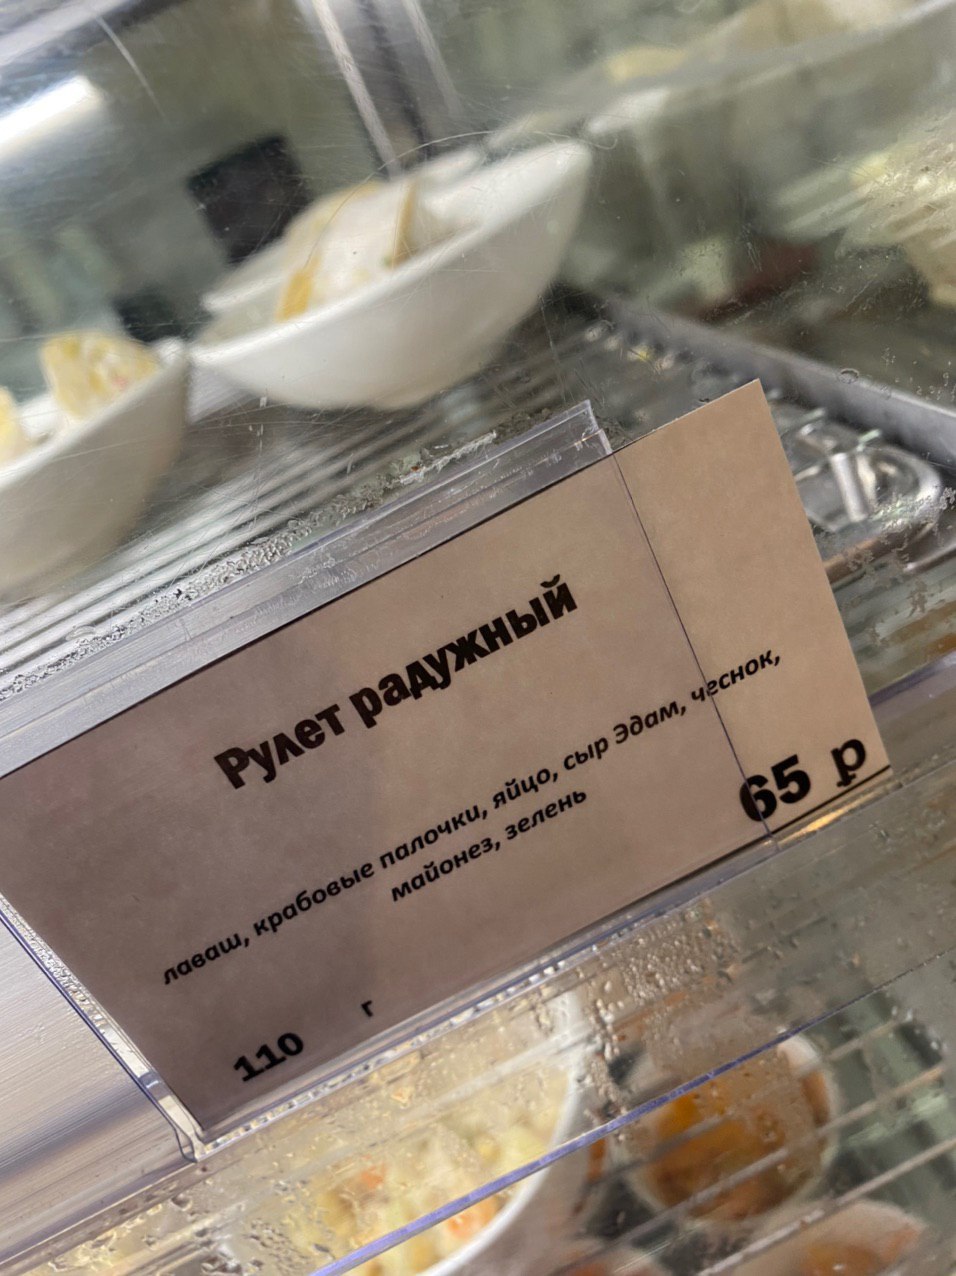 Рулет радужный
лаваш, крабовые палочки, яйцо, сыр Эдам, чеснок,
майонез, зелень
110 г
65 ₽